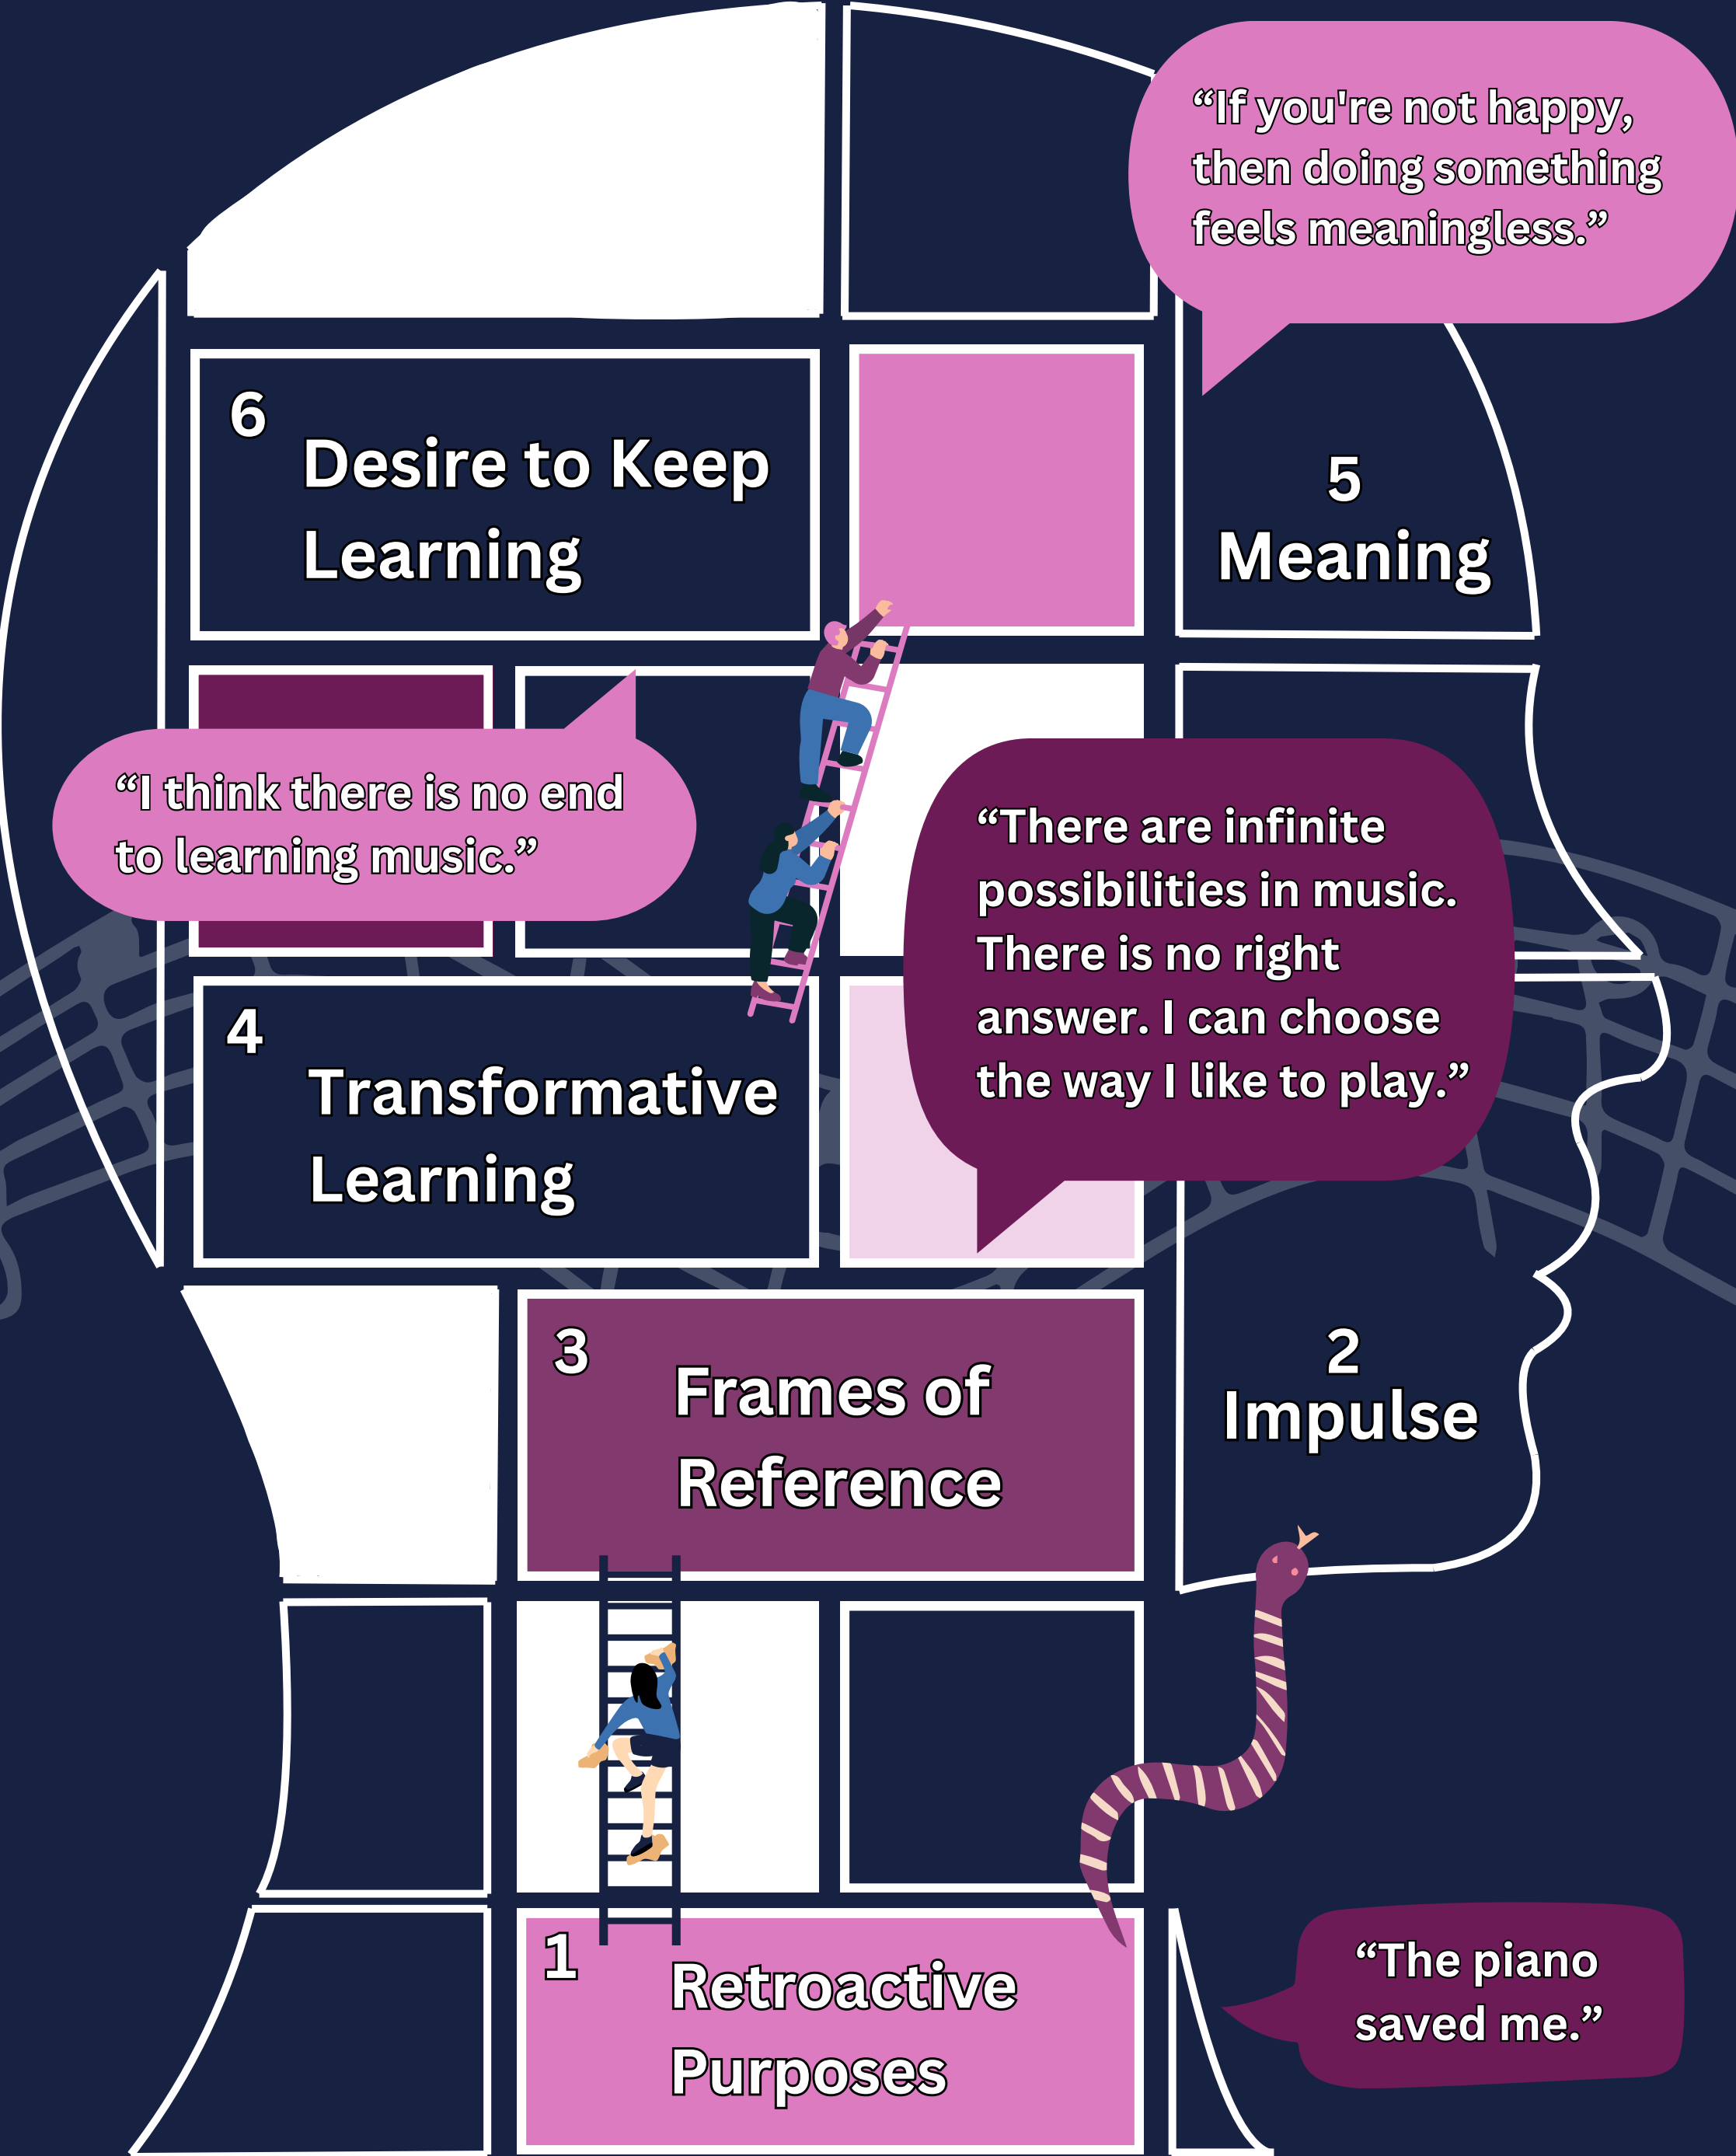 “If you're not happy,
then doing something
feels meaningless.”
6
Desire to Keep
Learning
5
Meaning
“I think there is no end
to learning music.”
“There are infinite
possibilities in music.
There is no right
answer. I can choose
the way I like to play.”
4
Transformative
Learning
3
Frames of
Reference
2
Impulse
1
Retroactive
Purposes
“The piano
saved me.”